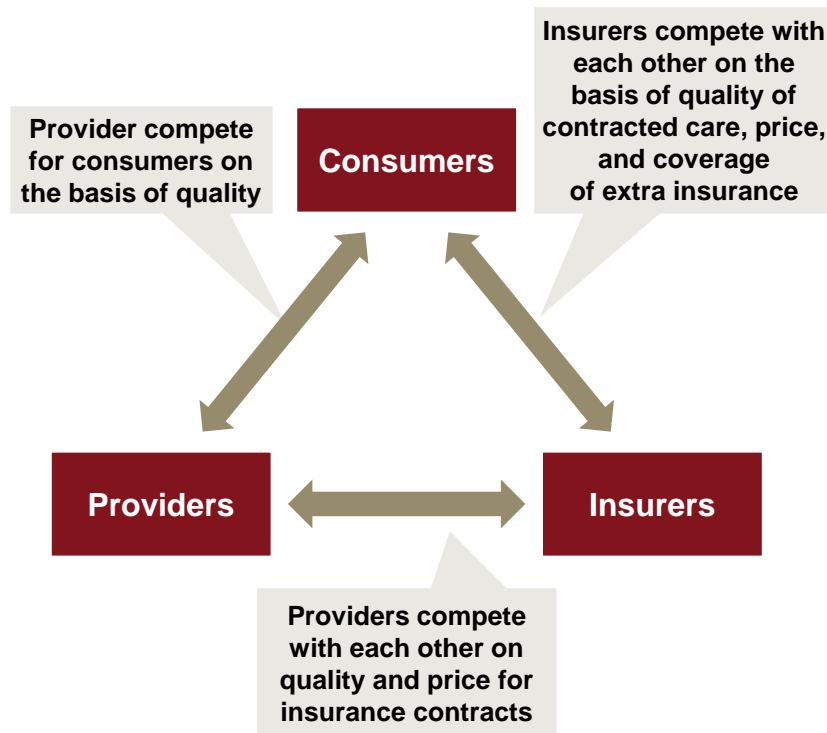 Insurers compete with
each other on the
basis of quality of
contracted care, price,
and coverage
of extra insurance
Provider compete
for consumers on
the basis of quality
Consumers
Providers
Insurers
Providers compete
with each other on
quality and price for
insurance contracts